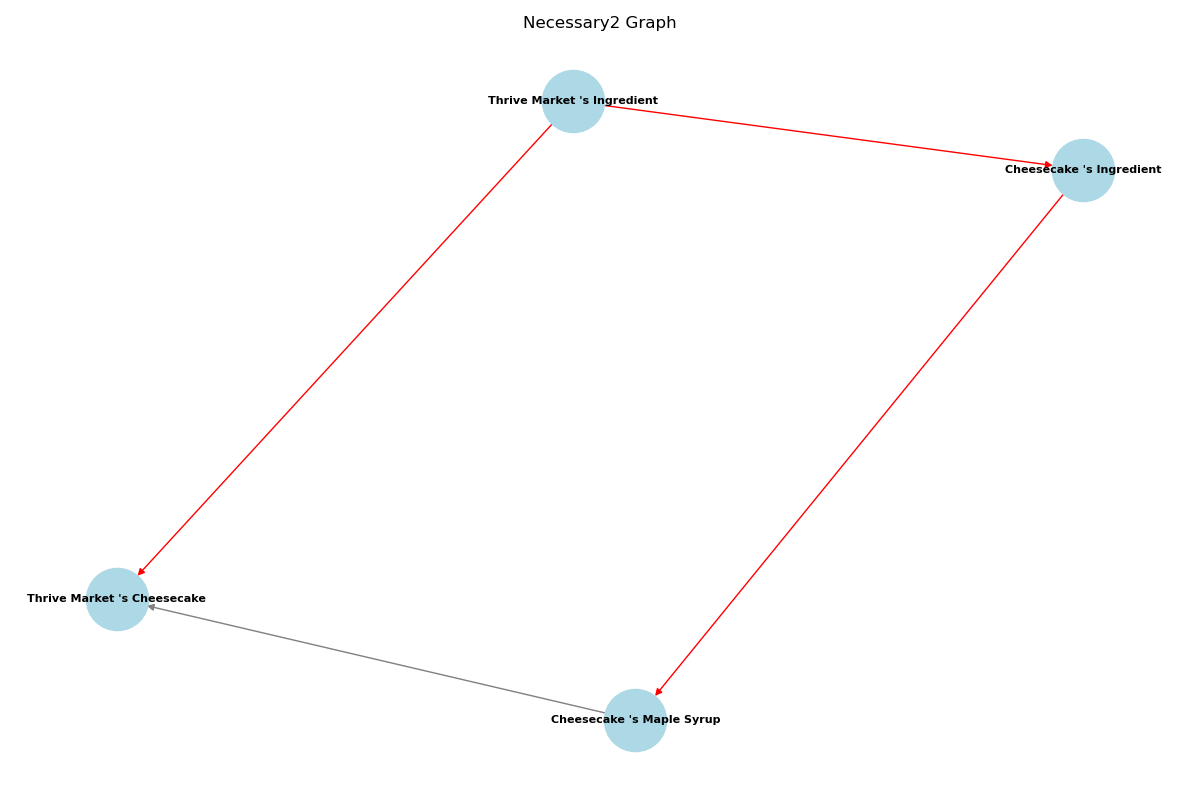 Necessary2 Graph
Thrive Market 's Ingredient
Cheesecake 's Ingredient
Thrive Market 's Cheesecake
Cheesecake 's Maple Syrup